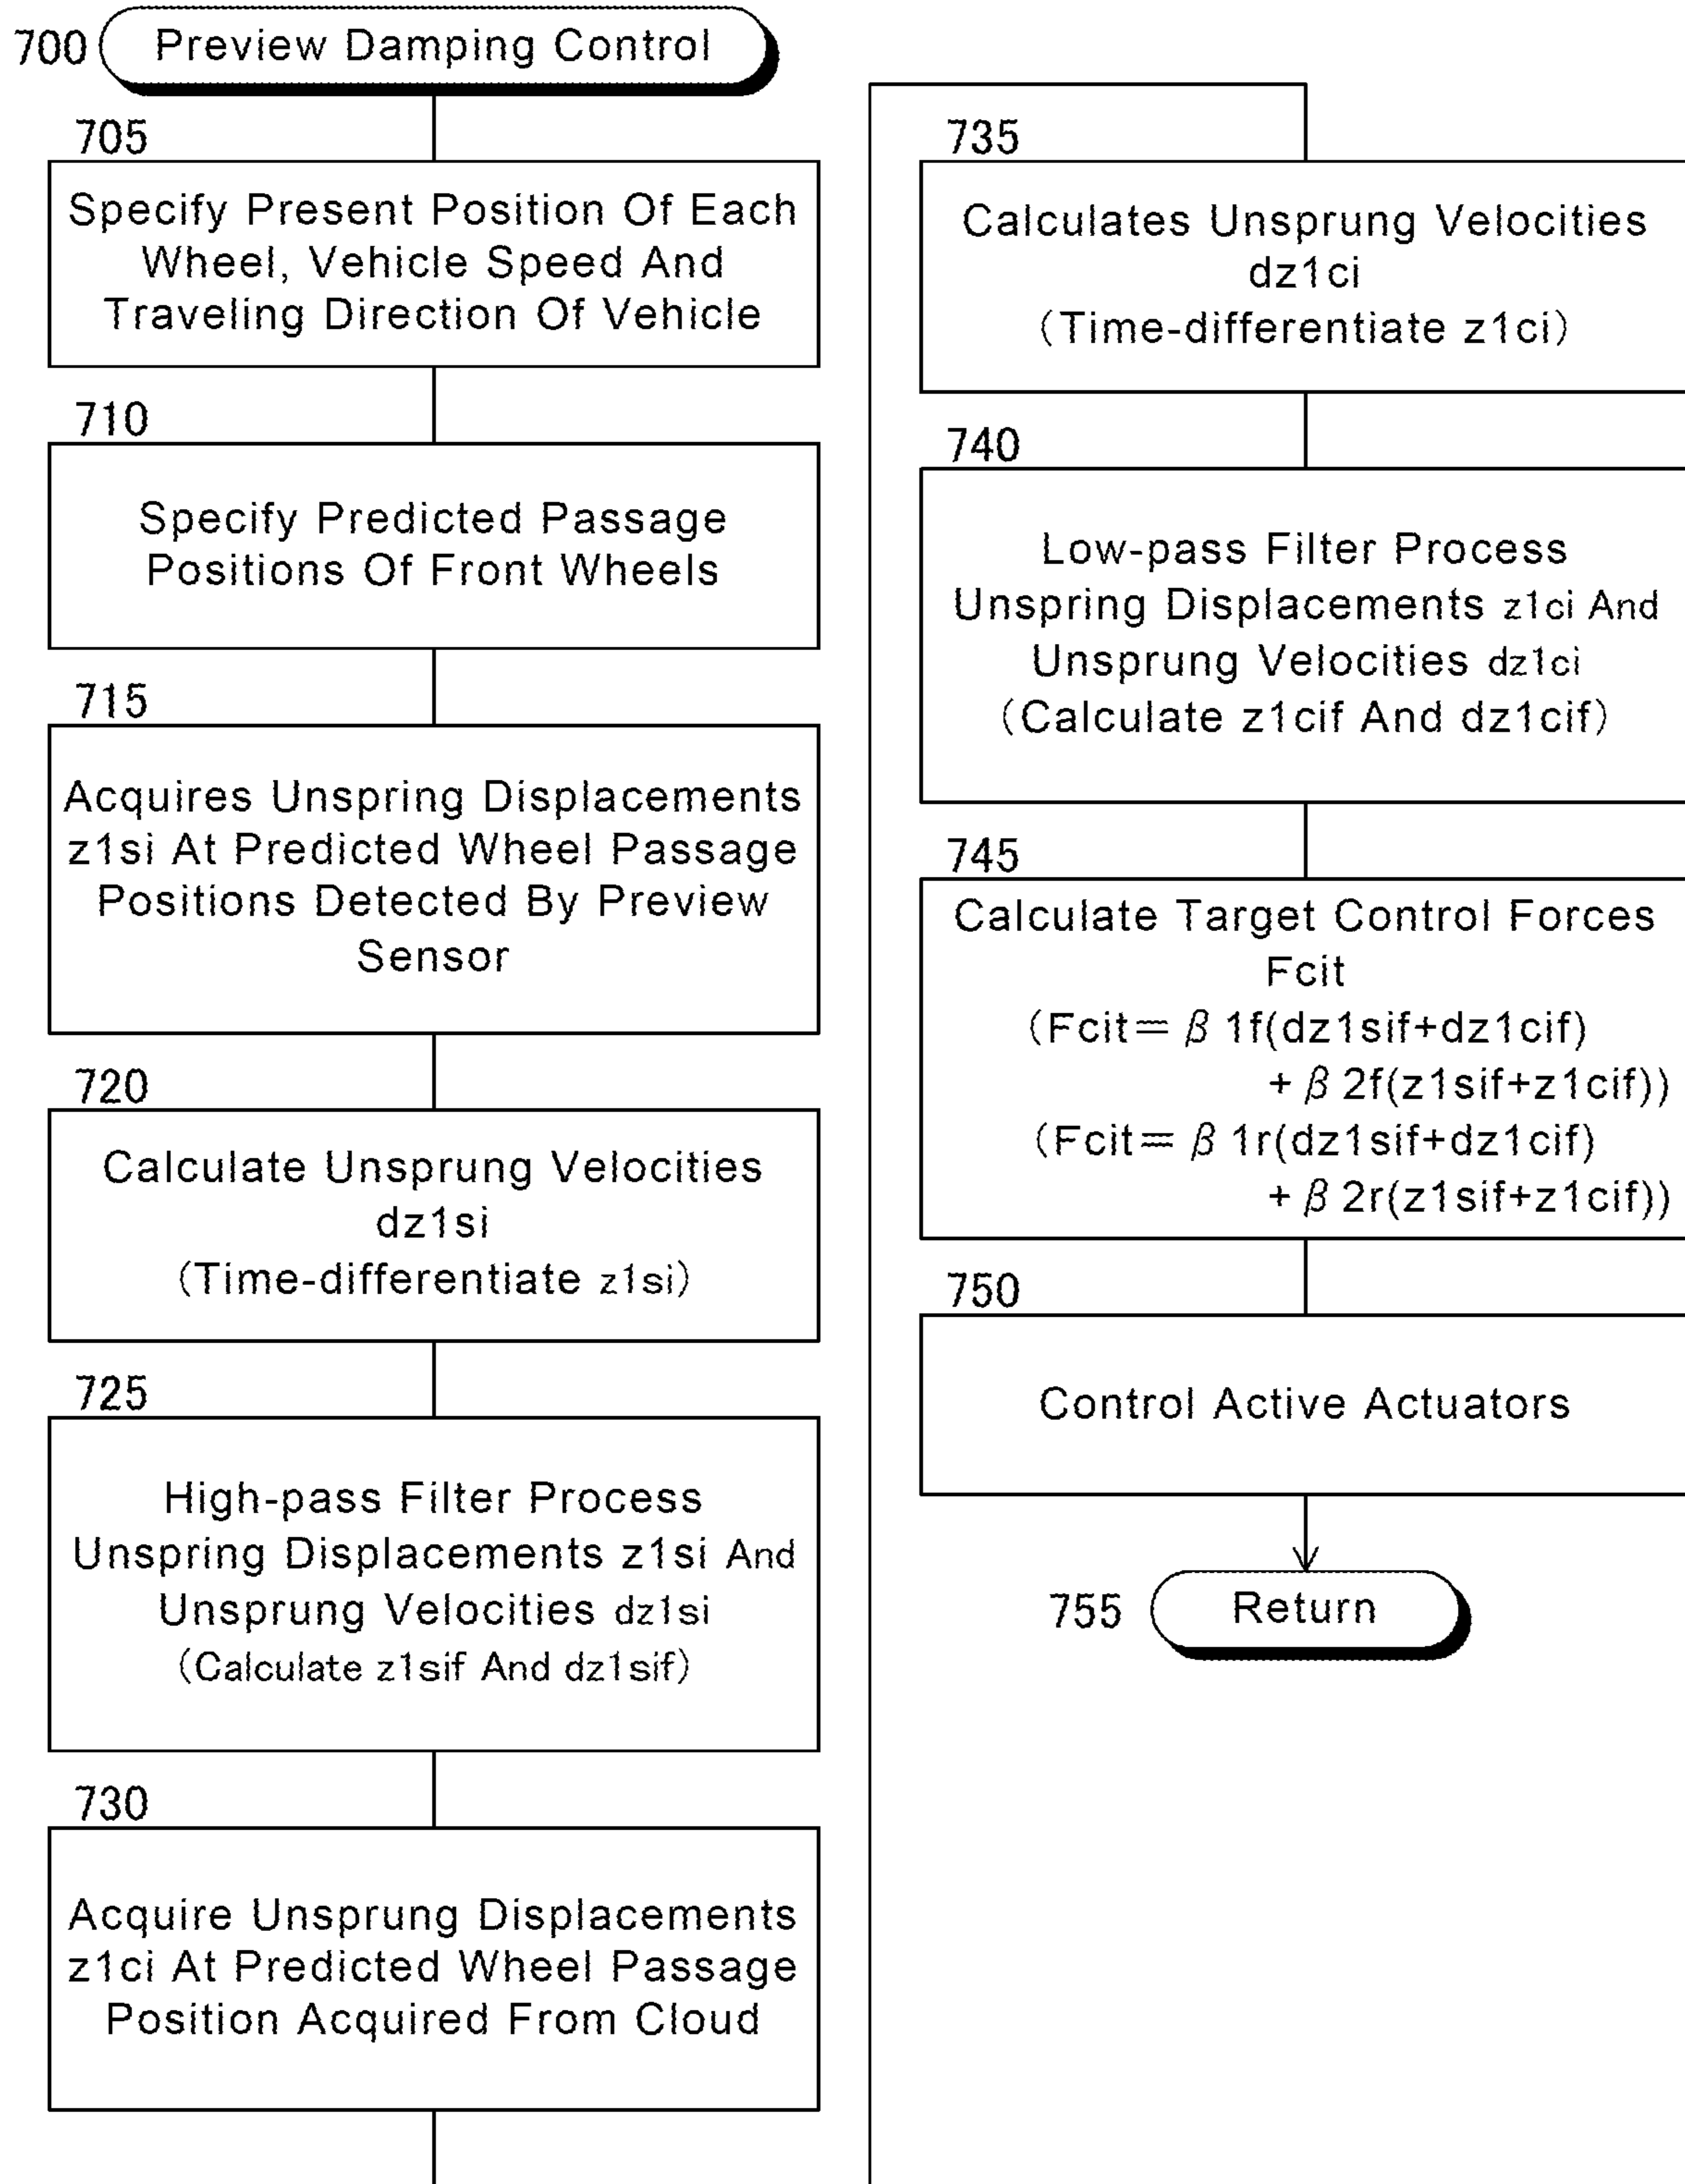 700
Preview Damping Control
705
Specify Present Position Of Each
Wheel, Vehicle Speed And
Traveling Direction Of Vehicle
710
Specify Predicted Passage
Positions Of Front Wheels
715
Acquires Unspring Displacements
z1si At Predicted Wheel Passage
Positions Detected By Preview
Sensor
720
Calculate Unsprung Velocities
dz1si
(Time-differentiate z1si)
725
High-pass Filter Process
Unspring Displacements z1si And
Unsprung Velocities dz1si
(Calculate z1sif And dz1sif)
730
Acquire Unsprung Displacements
z1ci At Predicted Wheel Passage
Position Acquired From Cloud
735
Calculates Unsprung Velocities
dz1ci
(Time-differentiate z1ci)
740
Low-pass Filter Process
Unspring Displacements z1ci And
Unsprung Velocities dz1ci
(Calculate z1cif And dz1cif)
745
Calculate Target Control Forces
Fcit
(Fcit= β 1f(dz1sif+dz1cif)
+ β 2f(z1sif+z1cif))
(Fcit= β 1r(dz1sif+dz1cif)
+ β 2r(z1sif+z1cif))
750
Control Active Actuators
755
Return